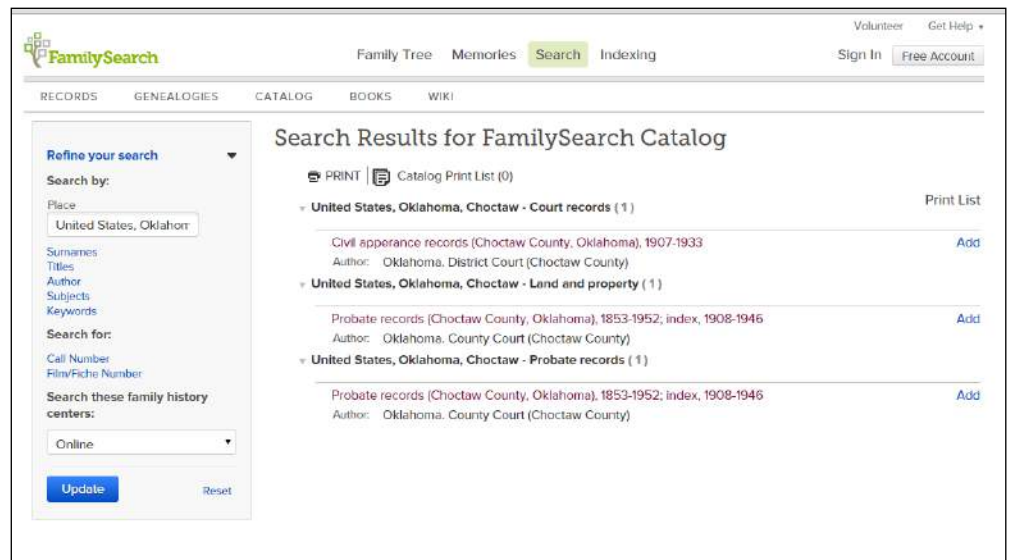 Volunteer Get Help
FamilySearch Family Tree Memories Search Indexing Sign In Free Account
RECORDS GENEALOGIES CATALOG BOOKS WIKI
Refine your search
Search by:
Place
United States, Oklahom
Surnames
Titles
Author
Subjects
Keywords
Search for:
Call Number
Film/Fiche Number
Search these family history
centers:
Online
Update Reset
Search Results for FamilySearch Catalog
PRINT Catalog Print List (0)
Print List
United States, Oklahoma, Choctaw - Court records ( 1 )
Civil apperance records (Choctaw County, Oklahoma), 1907-1933 Add
Author: Oklahoma. District Court (Choctaw County)
United States, Oklahoma, Choctaw - Land and property ( 1 )
Probate records (Choctaw County, Oklahoma), 1853-1952; index, 1908-1946 Add
Author: Oklahoma. County Court (Choctaw County)
United States, Oklahoma, Choctaw - Probate records ( 1 )
Probate records (Choctaw County, Oklahoma), 1853-1952; index, 1908-1946 Add
Author: Oklahoma. County Court (Choctaw County)